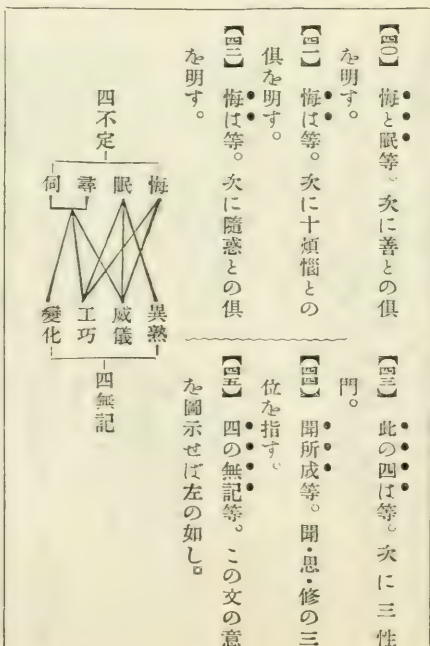 【四〇】 悔と眠等。次に善との俱
を明す。
【四一】 悔は等。次に十煩惱との
俱を明す。
【四二】 悔は等。次に隨惑との俱
を明す。
【四三】 此の四は等。次に三性
門。
【四四】 聞所成等。聞・思・修の三
位を指す。
【四五】 四の無記等。この文の意
を圖示せば左の如し。
四不定
悔
眠
尋
伺
異熟
威儀
工巧
變化
四無記